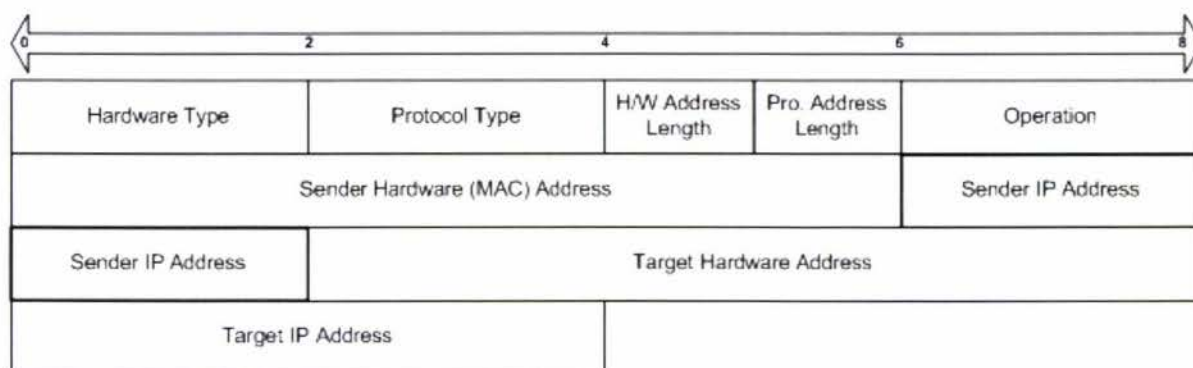 0 2 4 6 8
Hardware Type Protocol Type H/W Address Length Pro. Address Length Operation
Sender Hardware (MAC) Address Sender IP Address
Sender IP Address Target Hardware Address
Target IP Address